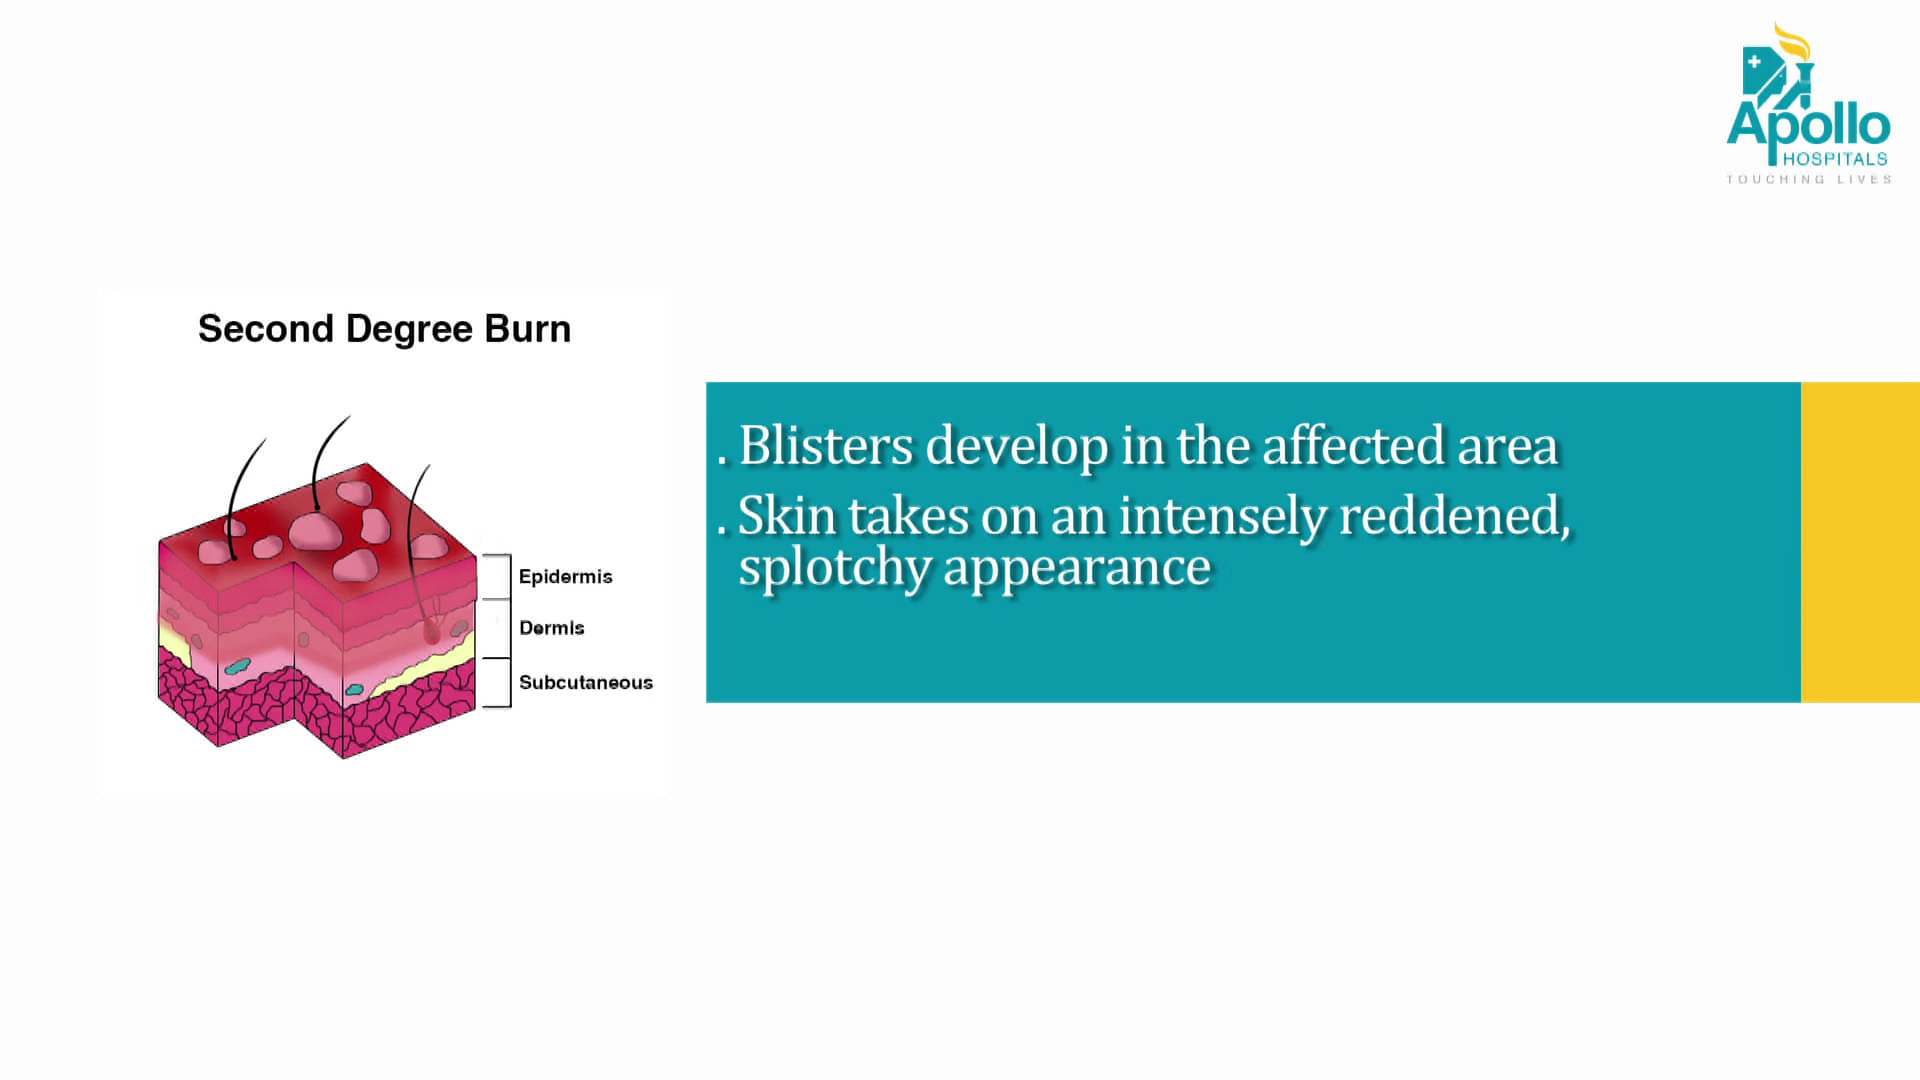 Apollo
HOSPITALS
TOUCHING LIVES
Second Degree Burn
Epidermis
Dermis
Subcutaneous
. Blisters develop in the affected area
. Skin takes on an intensely reddened,
splotchy appearance